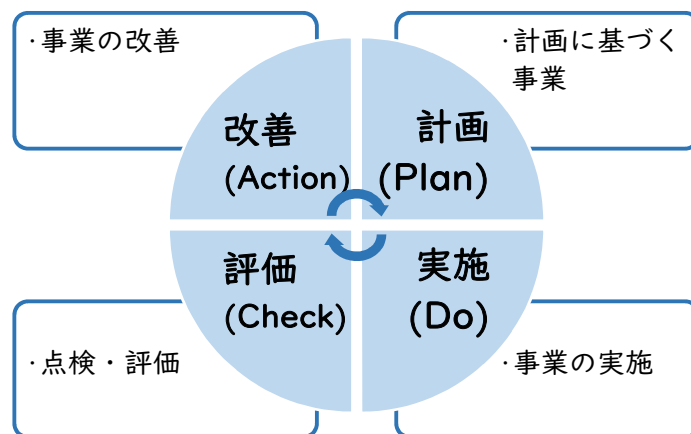 ·事業の改善
·計画に基づく
事業
改善
(Action)
計画
(Plan)
評価
(Check)
実施
(Do)
·点検・評価
·事業の実施